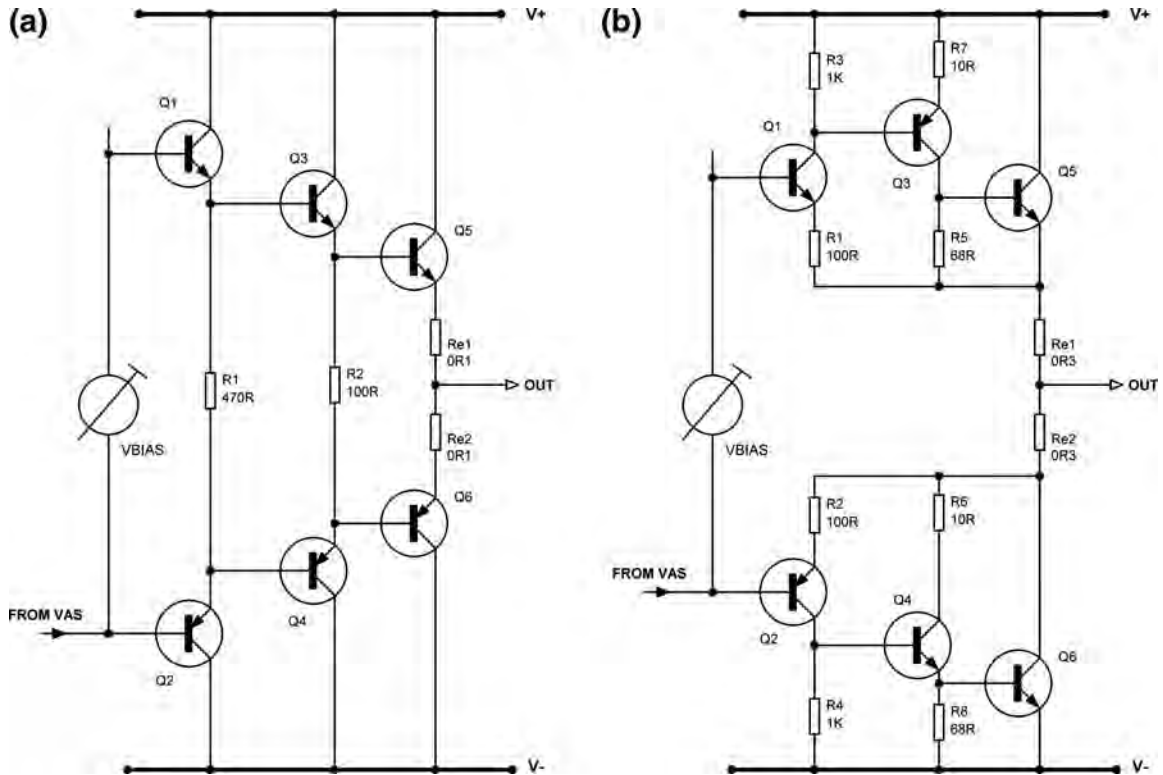 (a)
V+
Q1
Q3
Q5
Re1
0R1
R1
470R
R2
100R
OUT
VBIAS
Re2
0R1
Q6
FROM VAS
Q4
Q2
V-
(b)
V+
R3
1K
R7
10R
Q1
Q3
Q5
R1
100R
R5
68R
Re1
0R3
OUT
VBIAS
Re2
0R3
R2
100R
R6
10R
FROM VAS
Q4
Q2
Q6
R4
1K
R8
68R
V-